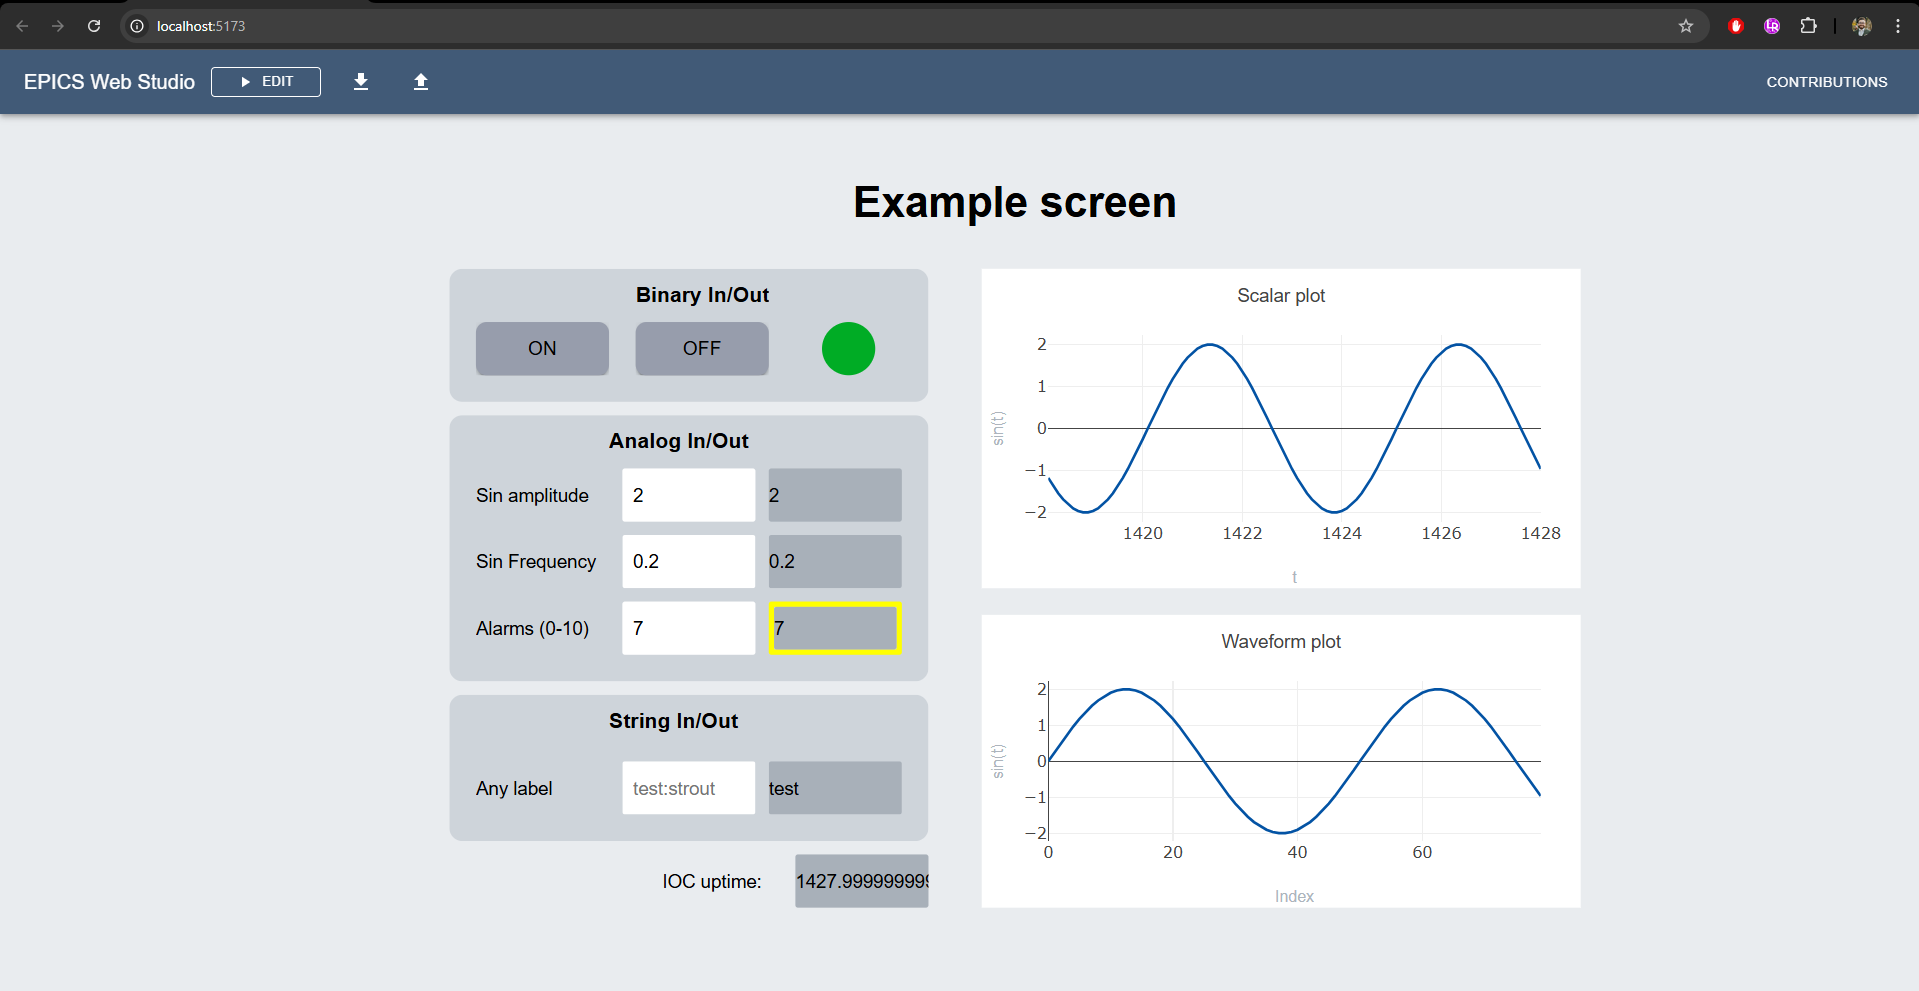 localhost:5173
EPICS Web Studio
EDIT
CONTRIBUTIONS
Example screen
Binary In/Out
ON
OFF
Analog In/Out
Sin amplitude
2
2
Sin Frequency
0.2
0.2
Alarms (0-10)
7
7
String In/Out
Any label
test:strout
test
IOC uptime:
1427.999999999
Scalar plot
sin(t)
2
1
0
−1
−2
1420
1422
1424
1426
1428
t
Waveform plot
sin(t)
2
1
0
−1
−2
0
20
40
60
Index